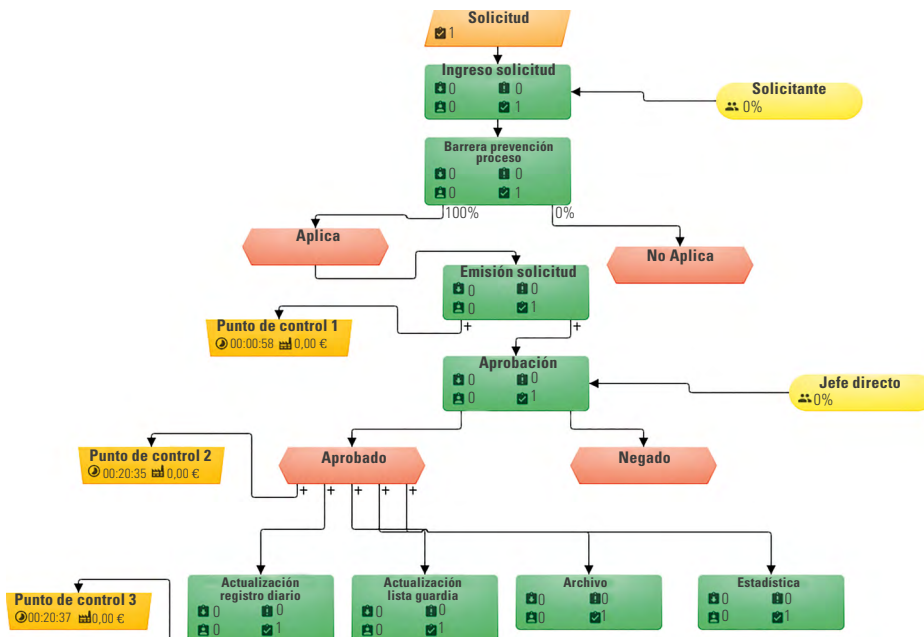 Solicitud
1
Ingreso solicitud
0 0
0 1
Solicitante
0%
Barrera prevención
proceso
0 0
0 1
100% 0%
Aplica
No Aplica
Emisión solicitud
0 0
0 1
+ +
Punto de control 1
00:00:58 0,00 €
Aprobación
0 0
0 1
Jefe directo
0%
Punto de control 2
00:20:35 0,00 €
Aprobado
Negado
+ + + + +
Actualización
registro diario
0 0
0 1
Actualización
lista guardia
0 0
0 1
Archivo
0 0
0 1
Estadística
0 0
0 1
Punto de control 3
00:20:37 0,00 €